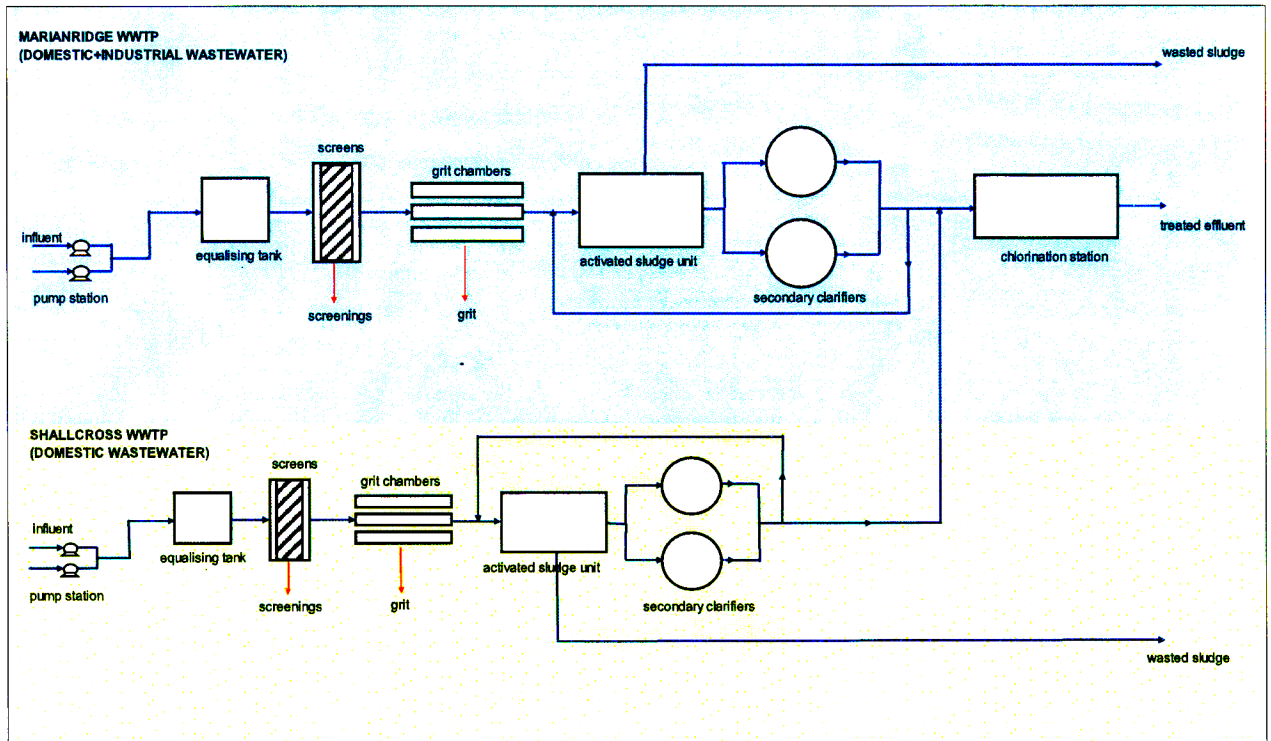 MARIANRIDGE WWTP
(DOMESTIC+INDUSTRIAL WASTEWATER)
wasted sludge
screens
grit chambers
influent
equalising tank
activated sludge unit
chlorination station
treated effluent
pump station
secondary clarifiers
screenings
grit
SHALLCROSS WWTP
(DOMESTIC WASTEWATER)
screens
grit chambers
influent
equalising tank
activated sludge unit
pump station
screenings
grit
secondary clarifiers
wasted sludge